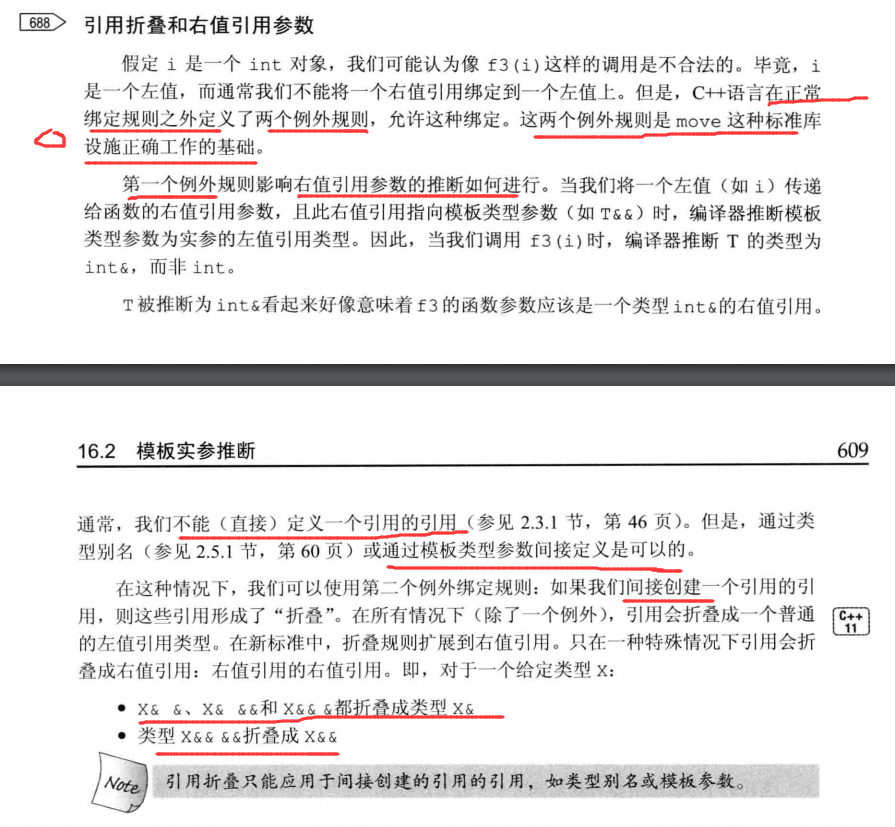 688 引用折叠和右值引用参数
假定 i 是一个 int 对象，我们可能认为像 f3(i)这样的调用是不合法的。毕竟，i
是一个左值，而通常我们不能将一个右值引用绑定到一个左值上。但是，C++语言在正常
绑定规则之外定义了两个例外规则，允许这种绑定。这两个例外规则是 move 这种标准库
设施正确工作的基础。
第一个例外规则影响右值引用参数的推断如何进行。当我们将一个左值（如 i）传递
给函数的右值引用参数，且此右值引用指向模板类型参数（如 T&&）时，编译器推断模板
类型参数为实参的左值引用类型。因此，当我们调用 f3(i)时，编译器推断 T 的类型为
int&，而非 int。
T 被推断为 int&看起来好像意味着 f3 的函数参数应该是一个类型 int&的右值引用。
16.2 模板实参推断 609
通常，我们不能（直接）定义一个引用的引用（参见 2.3.1 节，第 46 页）。但是，通过类
型别名（参见 2.5.1 节，第 60 页）或通过模板类型参数间接定义是可以的。
在这种情况下，我们可以使用第二个例外绑定规则：如果我们间接创建一个引用的引
用，则这些引用形成了“折叠”。在所有情况下（除了一个例外），引用会折叠成一个普通
的左值引用类型。在新标准中，折叠规则扩展到右值引用。只在一种特殊情况下引用会折
叠成右值引用：右值引用的右值引用。即，对于一个给定类型 X：
C++
11
• X& &、X& &&和 X&& &都折叠成类型 X&
• 类型 X&& &&折叠成 X&&
Note 引用折叠只能应用于间接创建的引用的引用，如类型别名或模板参数。